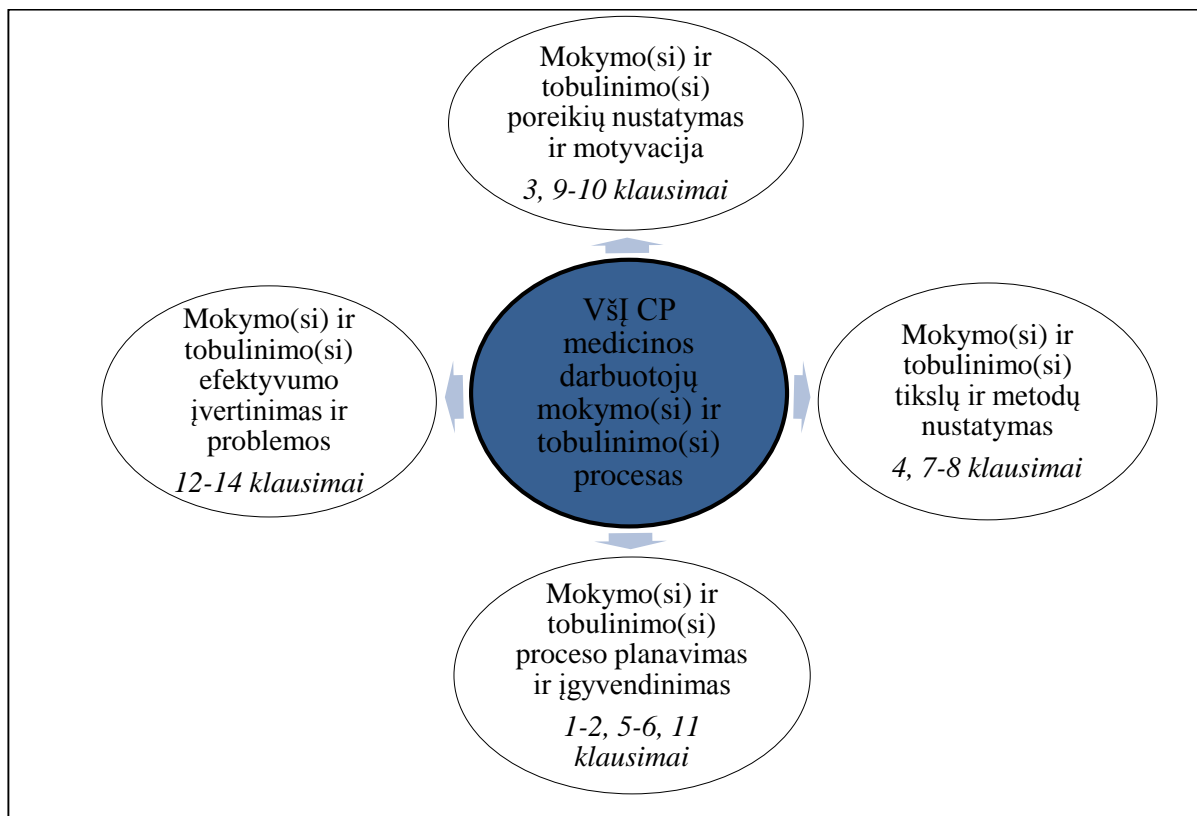 Mokymo(si) ir
tobulinimo(si)
poreikių nustatymas
ir motyvacija
3, 9-10 klausimai
VšĮ CP
medicinos
darbuotojų
mokymo(si) ir
tobulinimo(si)
procesas
Mokymo(si) ir
tobulinimo(si)
efektyvumo
įvertinimas ir
problemos
12-14 klausimai
Mokymo(si) ir
tobulinimo(si)
tikslų ir metodų
nustatymas
4, 7-8 klausimai
Mokymo(si) ir
tobulinimo(si)
proceso planavimas
ir įgyvendinimas
1-2, 5-6, 11
klausimai